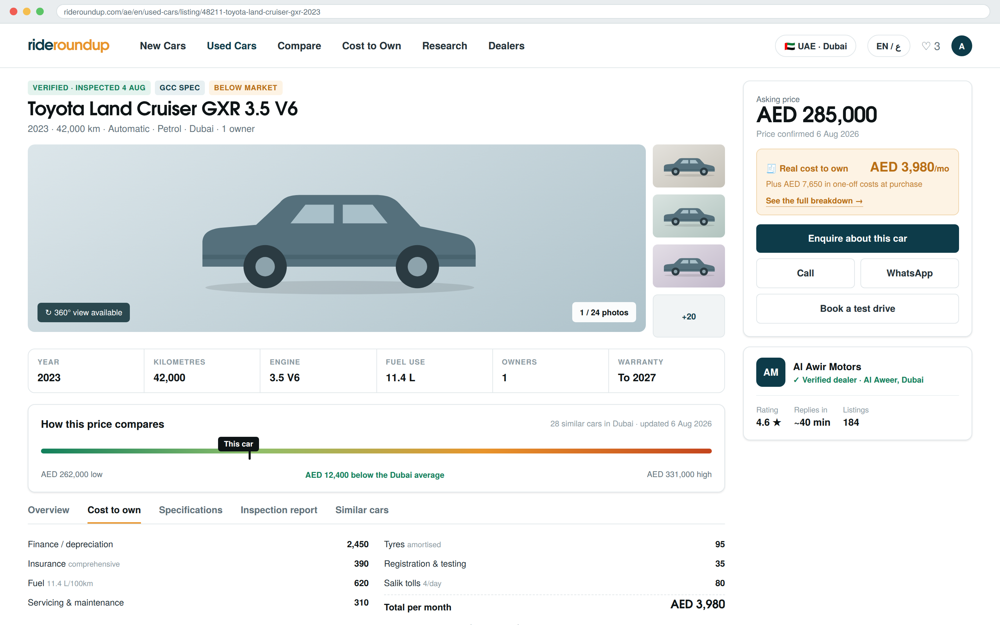 rideroundup.com/ae/en/used-cars/listing/48211-toyota-land-cruiser-gxr-2023
rideroundup
New Cars
Used Cars
Compare
Cost to Own
Research
Dealers
🇦🇪 UAE · Dubai
EN / ع
♡ 3
A
VERIFIED · INSPECTED 4 AUG
GCC SPEC
BELOW MARKET
Toyota Land Cruiser GXR 3.5 V6
2023 · 42,000 km · Automatic · Petrol · Dubai · 1 owner
↻ 360° view available
1 / 24 photos
+20
YEAR
2023
KILOMETRES
42,000
ENGINE
3.5 V6
FUEL USE
11.4 L
OWNERS
1
WARRANTY
To 2027
How this price compares
28 similar cars in Dubai · updated 6 Aug 2026
This car
AED 262,000 low
AED 12,400 below the Dubai average
AED 331,000 high
Overview
Cost to own
Specifications
Inspection report
Similar cars
Finance / depreciation 2,450
Insurance comprehensive 390
Fuel 11.4 L/100km 620
Servicing & maintenance 310
Tyres amortised 95
Registration & testing 35
Salik tolls 4/day 80
Total per month AED 3,980
Asking price
AED 285,000
Price confirmed 6 Aug 2026
🧾 Real cost to own AED 3,980/mo
Plus AED 7,650 in one-off costs at purchase
See the full breakdown →
Enquire about this car
Call
WhatsApp
Book a test drive
AM
Al Awir Motors
✓ Verified dealer · Al Aweer, Dubai
Rating
4.6 ★
Replies in
~40 min
Listings
184